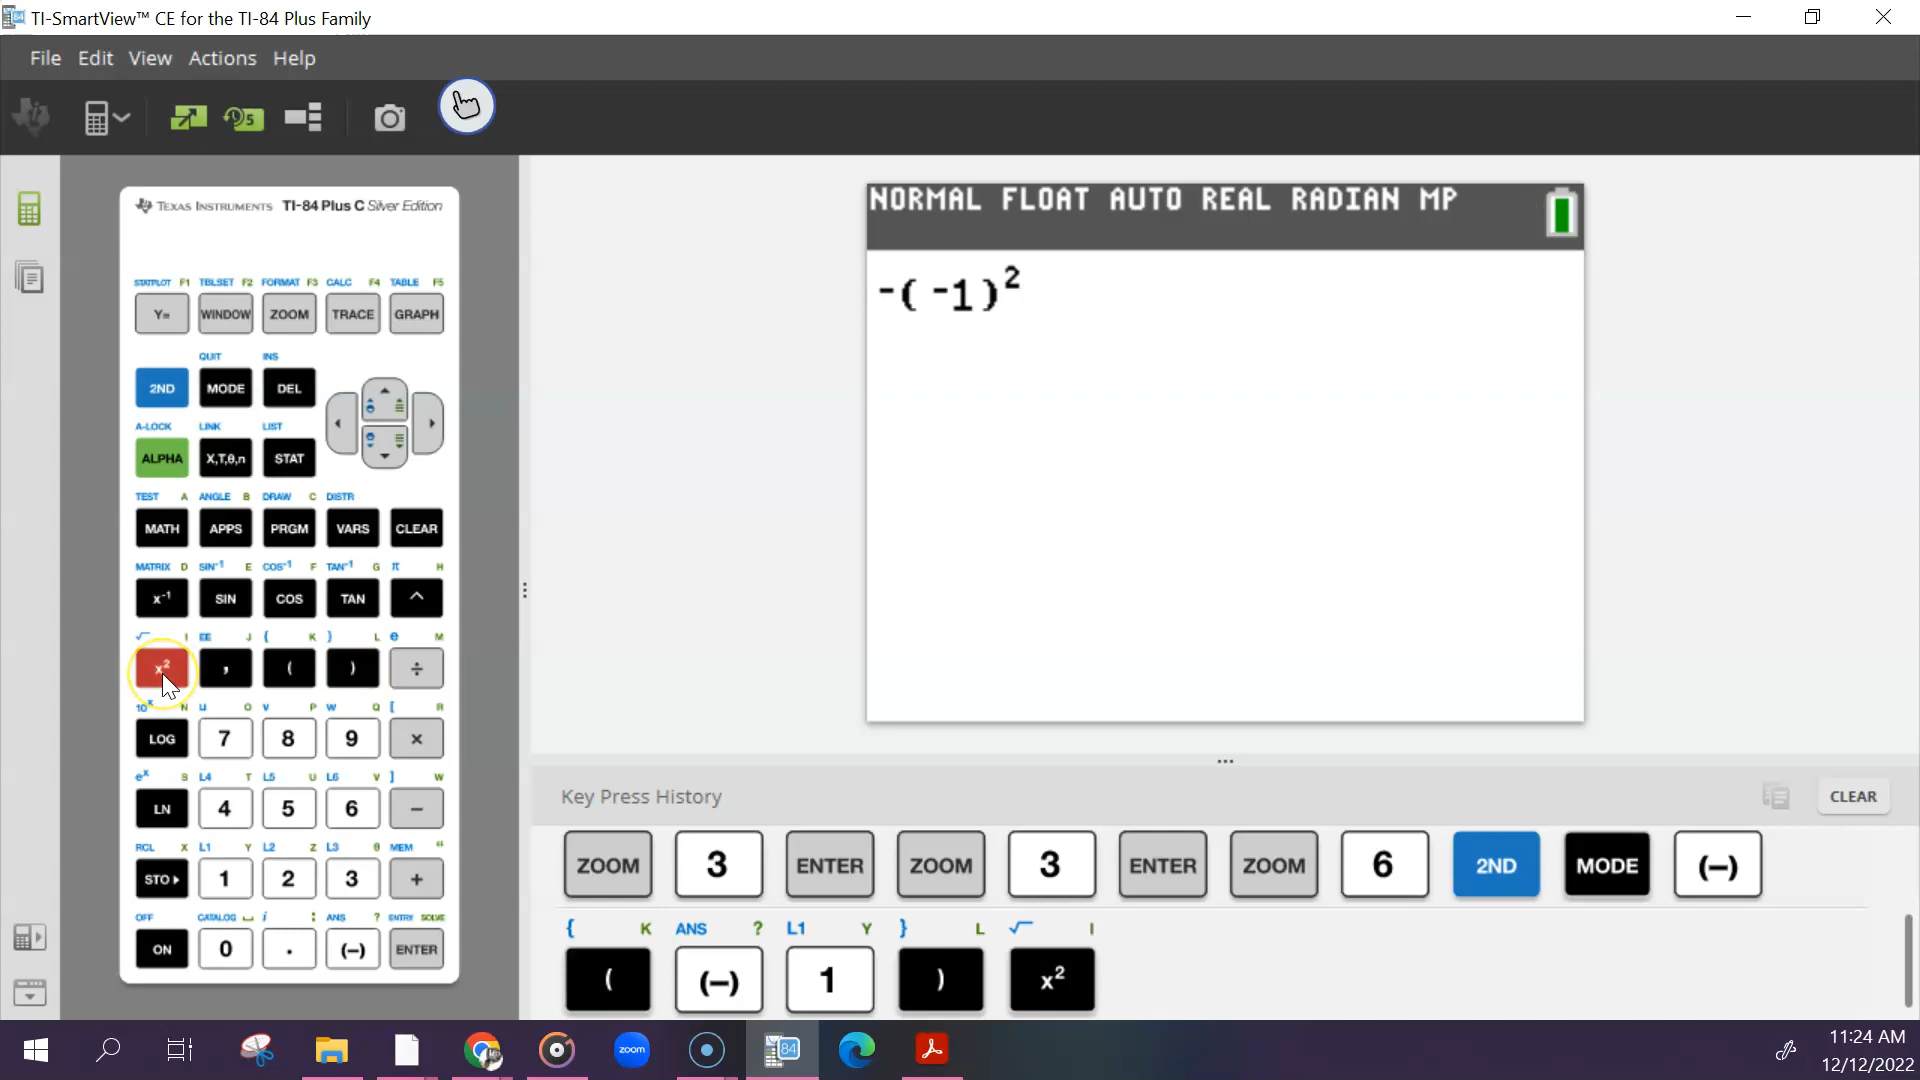 TI-SmartView™ CE for the TI-84 Plus Family
File Edit View Actions Help
5
TEXAS INSTRUMENTS TI-84 Plus C Silver Edition
STATPLOT F1 TBLSET F2 FORMAT F3 CALC F4 TABLE F5
Y= WINDOW ZOOM TRACE GRAPH
QUIT INS
2ND MODE DEL
A-LOCK LINK LIST
ALPHA X,T,θ,n STAT
TEST A ANGLE B DRAW C DISTR
MATH APPS PRGM VARS CLEAR
MATRIX D SIN⁻¹ E COS⁻¹ F TAN⁻¹ G π H
x⁻¹ SIN COS TAN ^
√ I EE J { K } L e M
x² , ( ) ÷
10ˣ N u O v P w Q [ R
LOG 7 8 9 ×
eˣ S L4 T L5 U L6 V ] W
LN 4 5 6 −
RCL X L1 Y L2 Z L3 θ MEM "
STO▸ 1 2 3 +
OFF CATALOG ⎵ i : ANS ? ENTRY SOLVE
ON 0 . (−) ENTER
NORMAL FLOAT AUTO REAL RADIAN MP
-(-1)²
Key Press History
CLEAR
ZOOM 3 ENTER ZOOM 3 ENTER ZOOM 6 2ND MODE (−)
{ K ANS ? L1 Y } L √ I
( (−) 1 ) x²
zoom
84
11:24 AM
12/12/2022